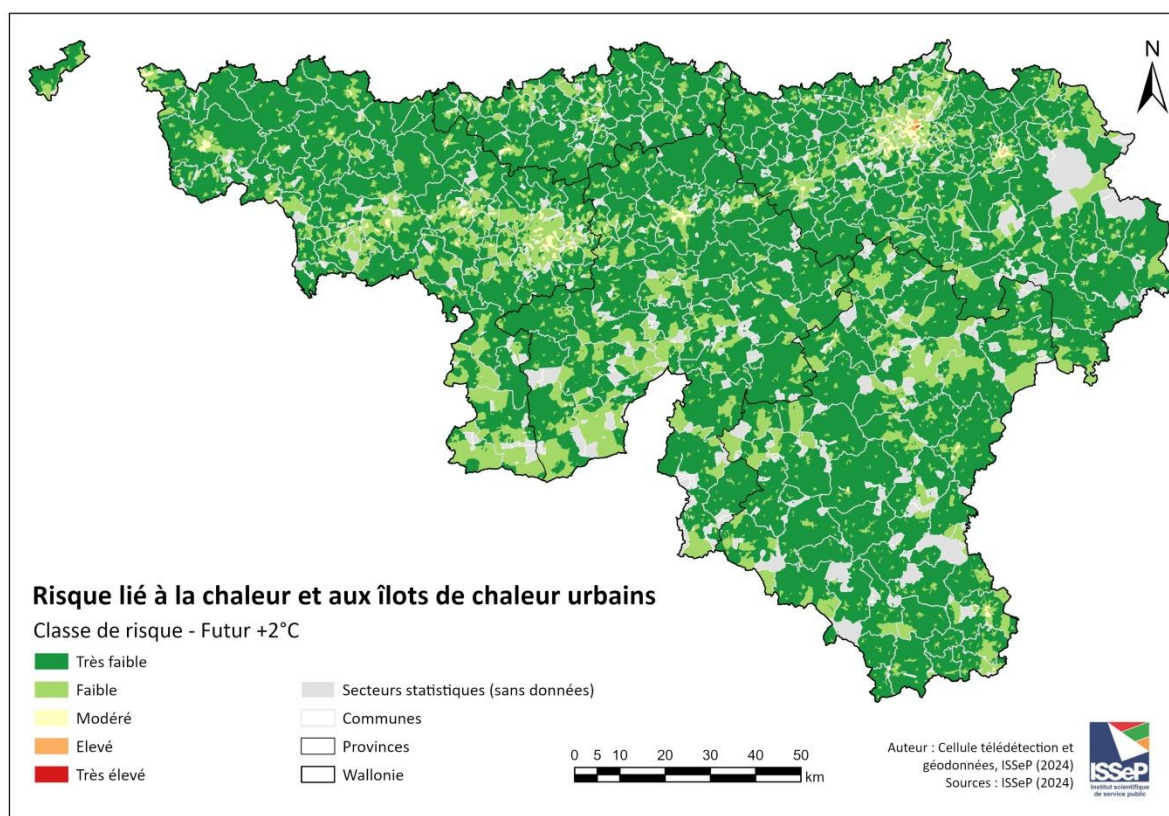 N
Risque lié à la chaleur et aux îlots de chaleur urbains
Classe de risque - Futur +2°C
Très faible
Faible
Modéré
Elevé
Très élevé
Secteurs statistiques (sans données)
Communes
Provinces
Wallonie
0 5 10 20 30 40 50
km
Auteur : Cellule télédétection et
géodonnées, ISSeP (2024)
Sources : ISSeP (2024)
ISSeP
Institut scientifique
de service public